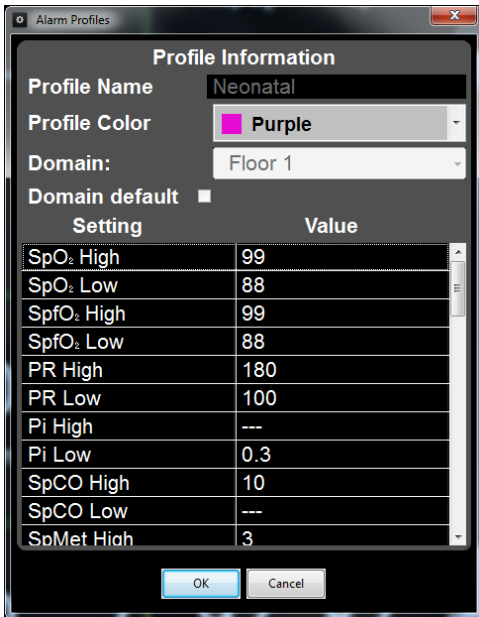 Alarm Profiles
Profile Information
Profile Name Neonatal
Profile Color Purple
Domain: Floor 1
Domain default
Setting Value
SpO₂ High 99
SpO₂ Low 88
SpfO₂ High 99
SpfO₂ Low 88
PR High 180
PR Low 100
Pi High ---
Pi Low 0.3
SpCO High 10
SpCO Low ---
SpMet High 3
OK Cancel